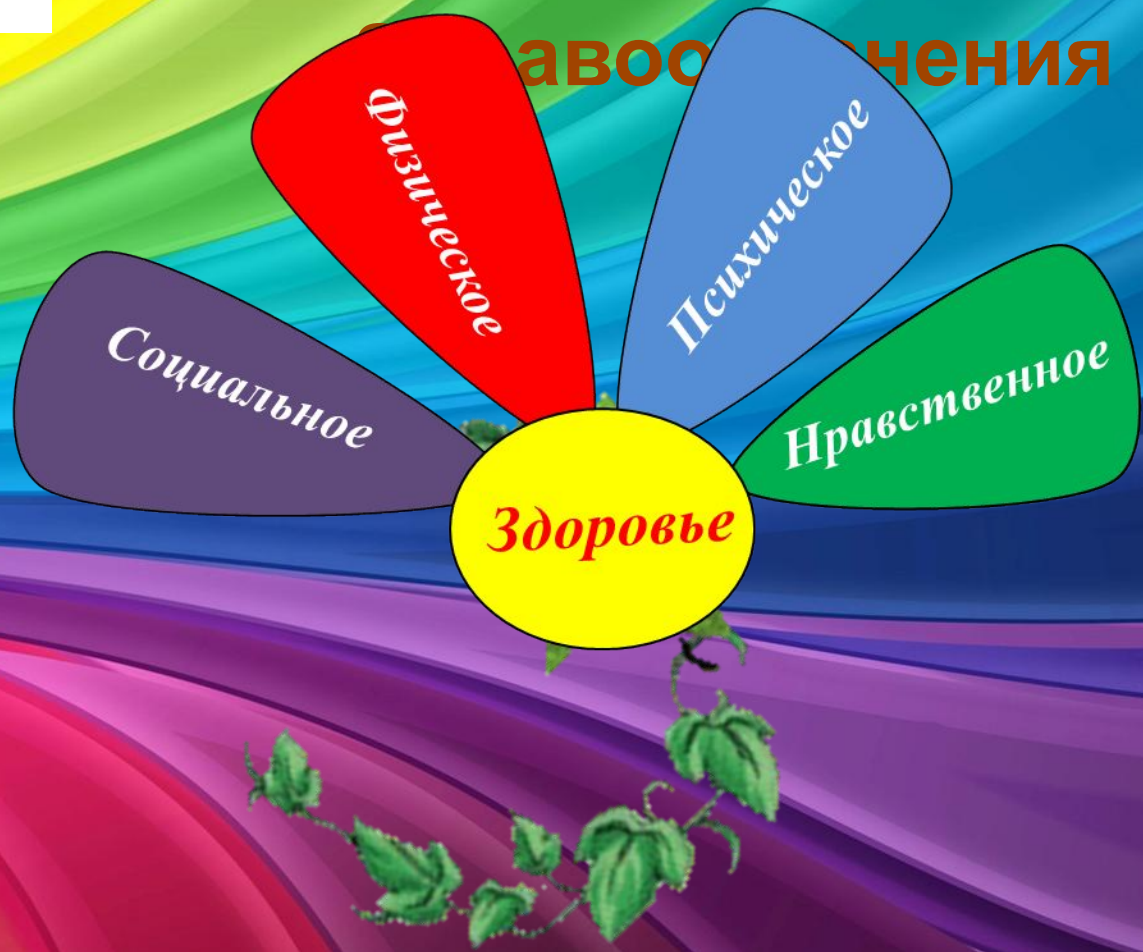 Физическое
Психическое
Социальное
Нравственное
Здоровье